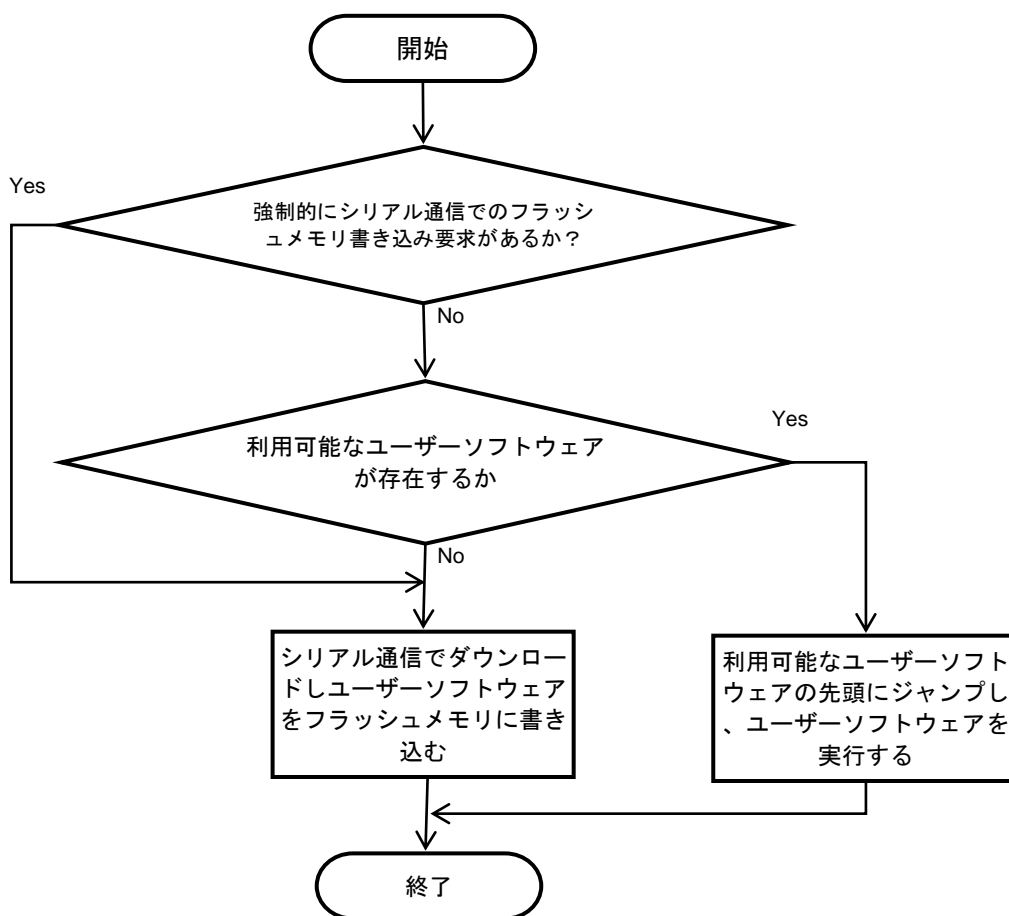 開始
Yes
強制的にシリアル通信でのフラッシ
ュメモリ書き込み要求があるか？
No
利用可能なユーザーソフトウェア
が存在するか
Yes
No
シリアル通信でダウンロー
ドしユーザーソフトウェア
をフラッシュメモリに書き
込む
利用可能なユーザーソフト
ウェアの先頭にジャンプし
、ユーザーソフトウェアを
実行する
終了